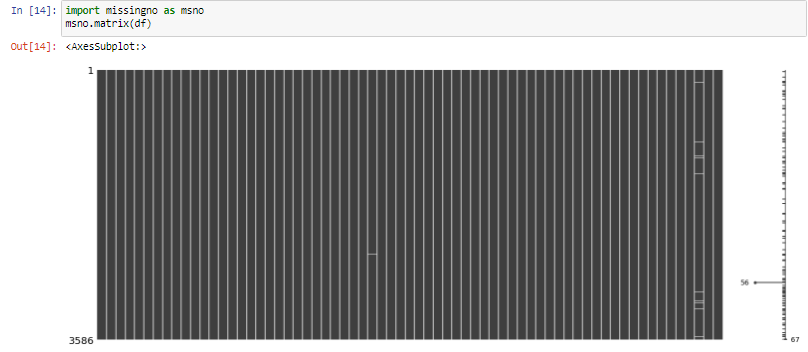 In [14]: import missingno as msno
msno.matrix(df)
Out[14]: <AxesSubplot:>
1
56
3586
67